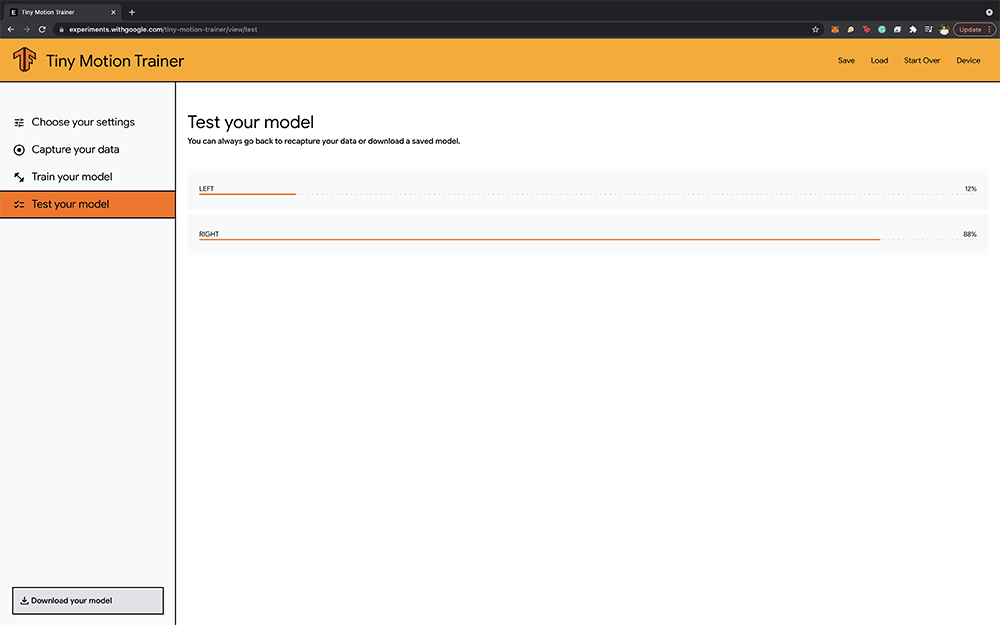 Tiny Motion Trainer
experiments.withgoogle.com/tiny-motion-trainer/view/test
Update
Tiny Motion Trainer
Save Load Start Over Device
Choose your settings
Capture your data
Train your model
Test your model
Test your model
You can always go back to recapture your data or download a saved model.
LEFT 12%
RIGHT 88%
Download your model